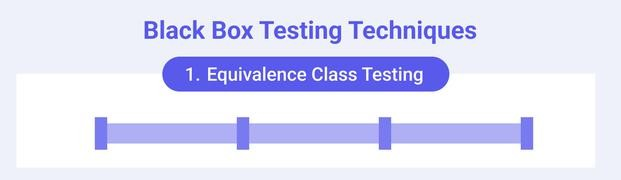 Black Box Testing Techniques
1. Equivalence Class Testing